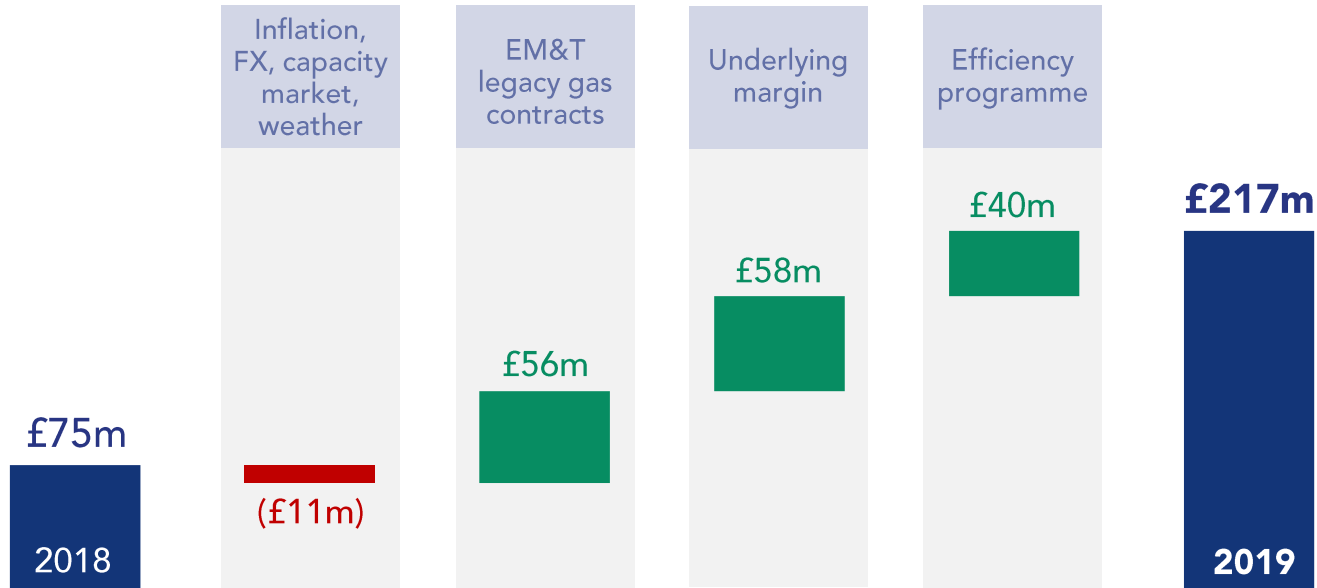 Inflation,
FX, capacity
market,
weather
EM&T
legacy gas
contracts
Underlying
margin
Efficiency
programme
£75m
2018
(£11m)
£56m
£58m
£40m
£217m
2019